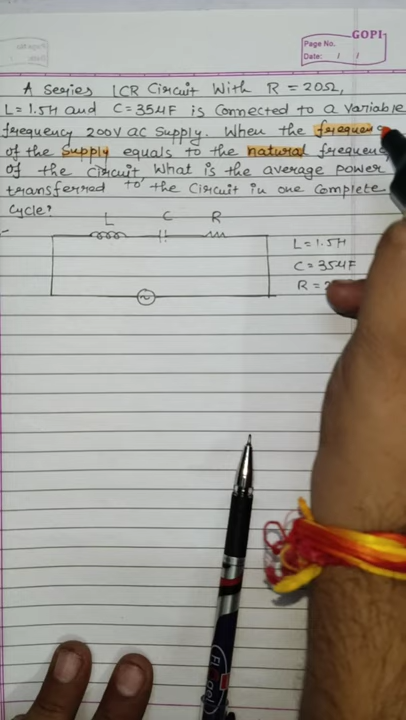 GOPI
Page No.
Date: / /
A Series LCR Circuit With R = 20Ω,
L = 1.5H and C = 35μF is Connected to a Variable
frequency 200V ac Supply. When the
of the Supply equals to the natural
of the Circuit, What is the average power
transferred to the Circuit in one Complete
Cycle?
L C R
L = 1.5H
C = 35μF
R =